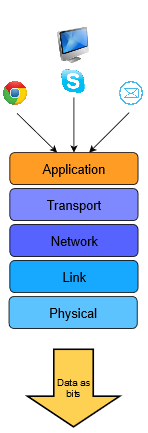 S
Application
Transport
Network
Link
Physical
Data as
bits